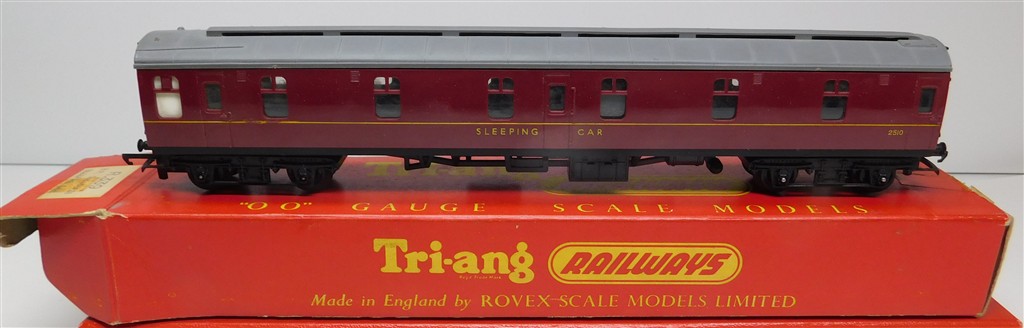 SLEEPING CAR
2510
"OO" GAUGE SCALE MODELS
Tri-ang RAILWAYS
Made in England by ROVEX SCALE MODELS LIMITED